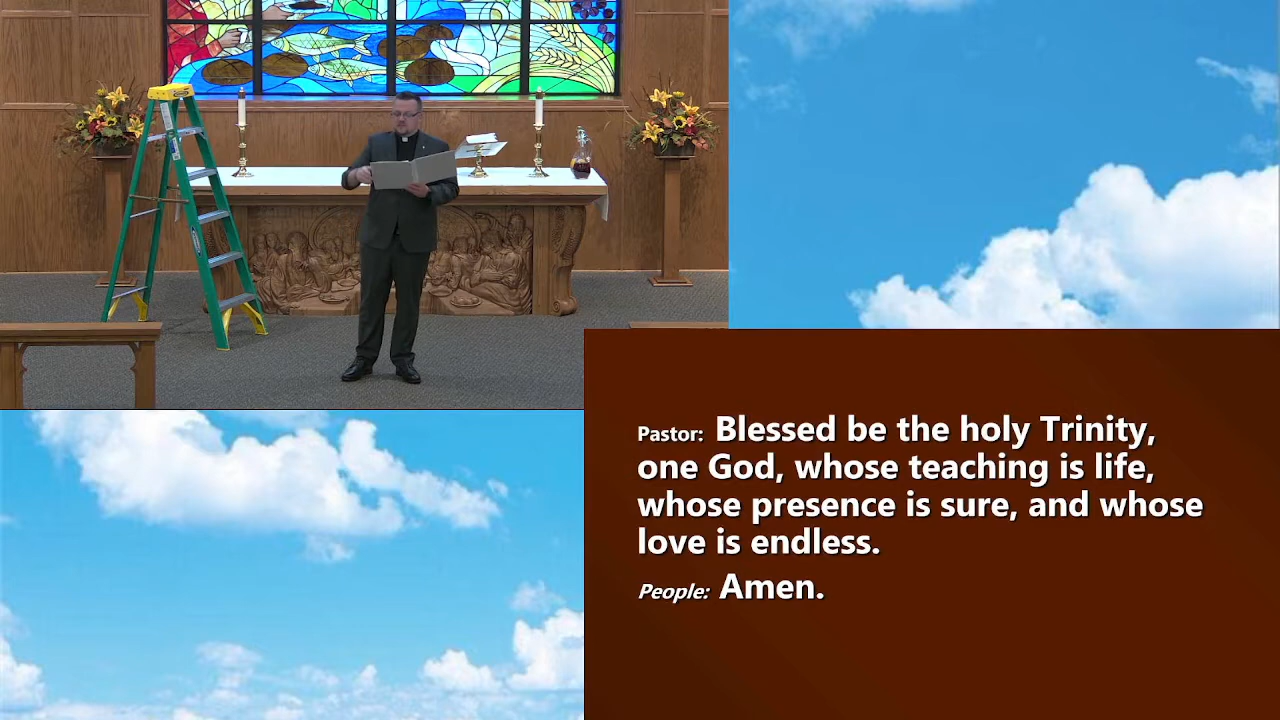 Pastor: Blessed be the holy Trinity,
one God, whose teaching is life,
whose presence is sure, and whose
love is endless.
People: Amen.